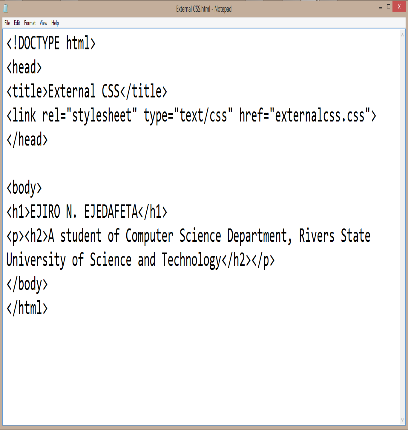 External CSS.html - Notepad
File Edit Format View Help
<!DOCTYPE html>
<head>
<title>External CSS</title>
<link rel="stylesheet" type="text/css" href="externalcss.css">
</head>
<body>
<h1>EJIRO N. EJEDAFETA</h1>
<p><h2>A student of Computer Science Department, Rivers State
University of Science and Technology</h2></p>
</body>
</html>